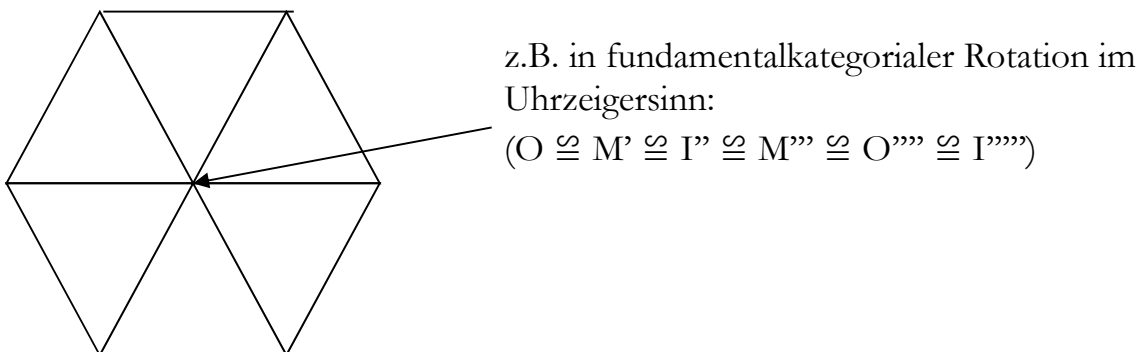 z.B. in fundamentalkategorialer Rotation im
Uhrzeigersinn:
(O ≌ M’ ≌ I” ≌ M”’ ≌ O”” ≌ I””’)